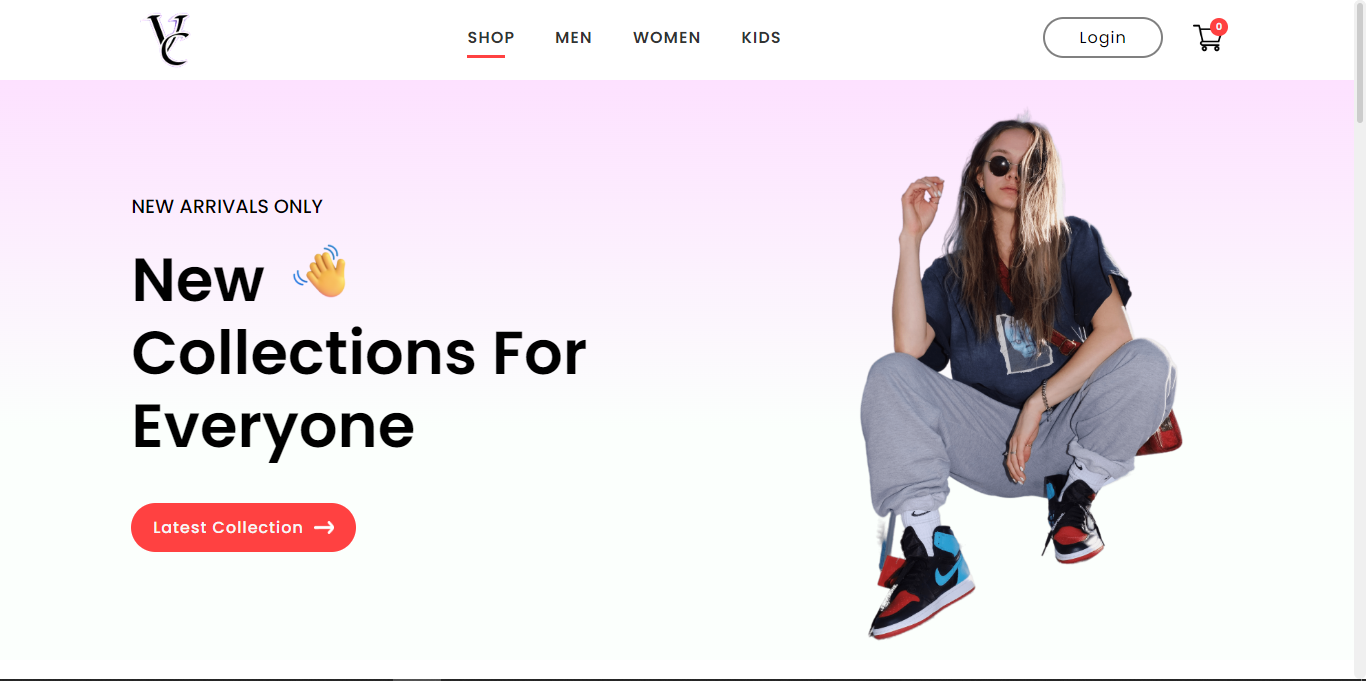 VC
SHOP MEN WOMEN KIDS Login 0
NEW ARRIVALS ONLY
New 👋
Collections For
Everyone
Latest Collection →